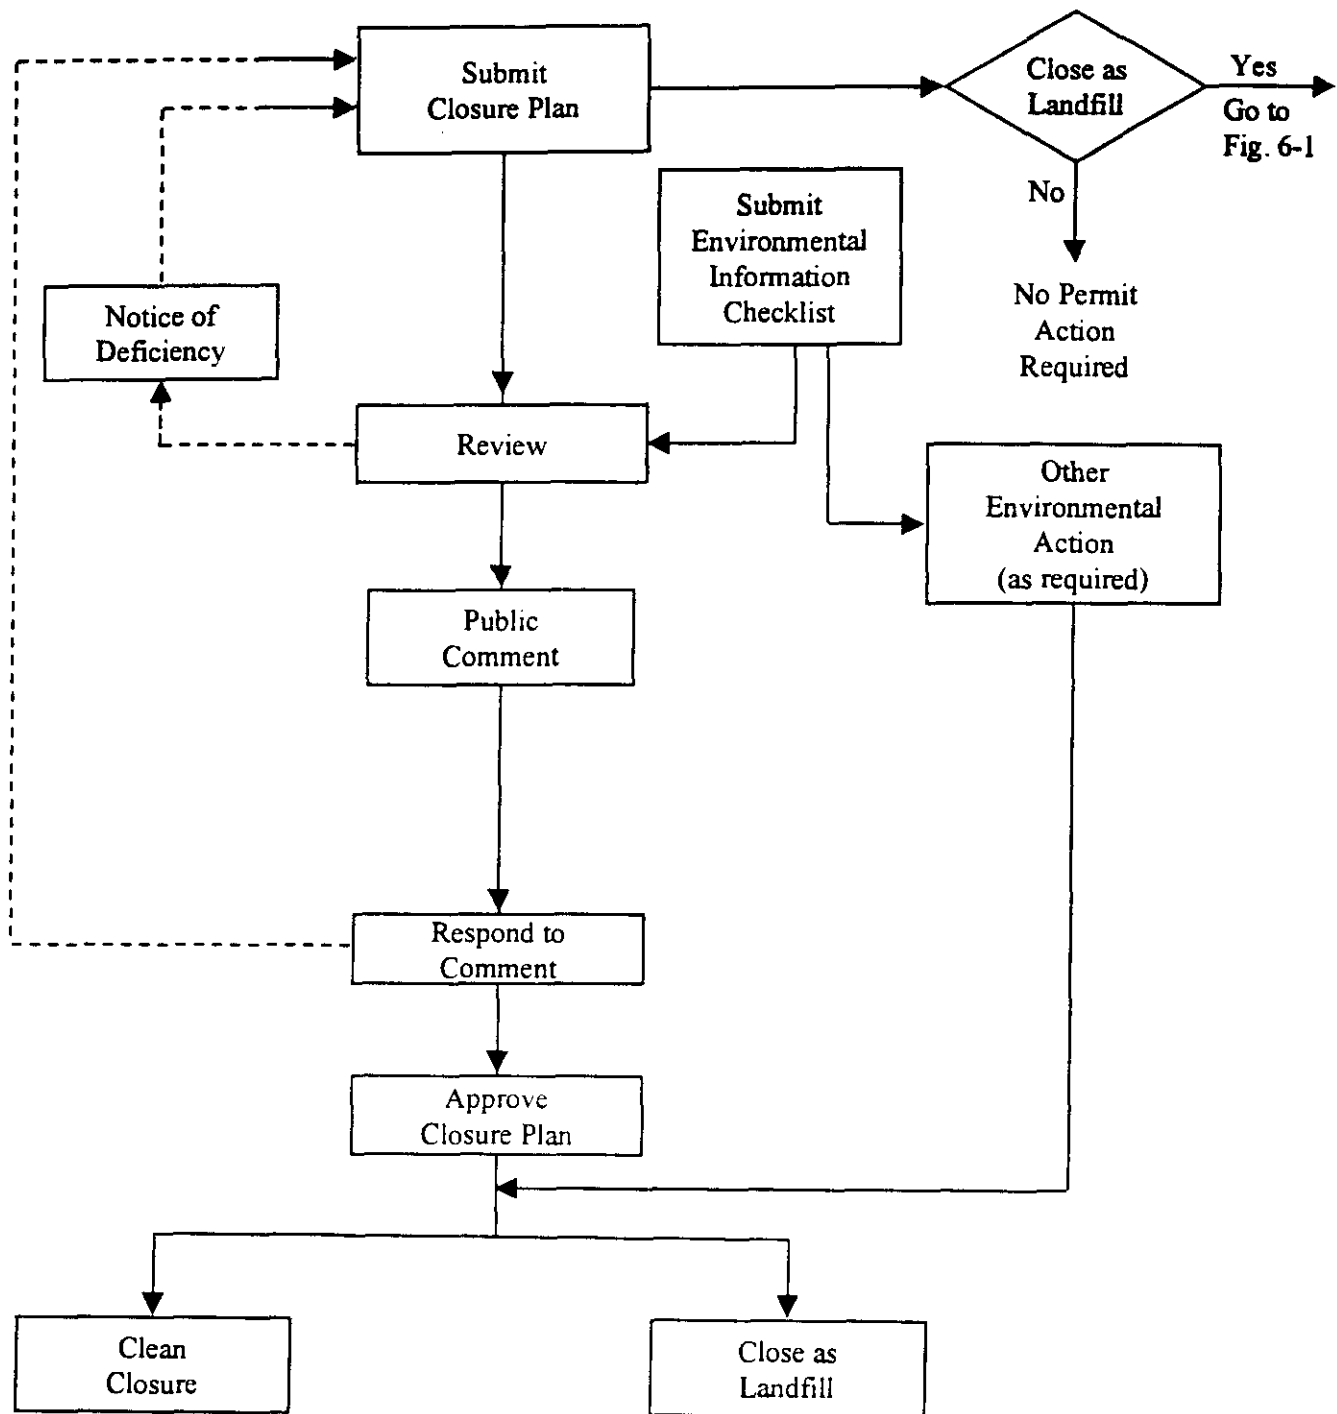 Submit
Closure Plan
Close as
Landfill
Yes
Go to
Fig. 6-1
No
No Permit
Action
Required
Submit
Environmental
Information
Checklist
Notice of
Deficiency
Review
Other
Environmental
Action
(as required)
Public
Comment
Respond to
Comment
Approve
Closure Plan
Clean
Closure
Close as
Landfill